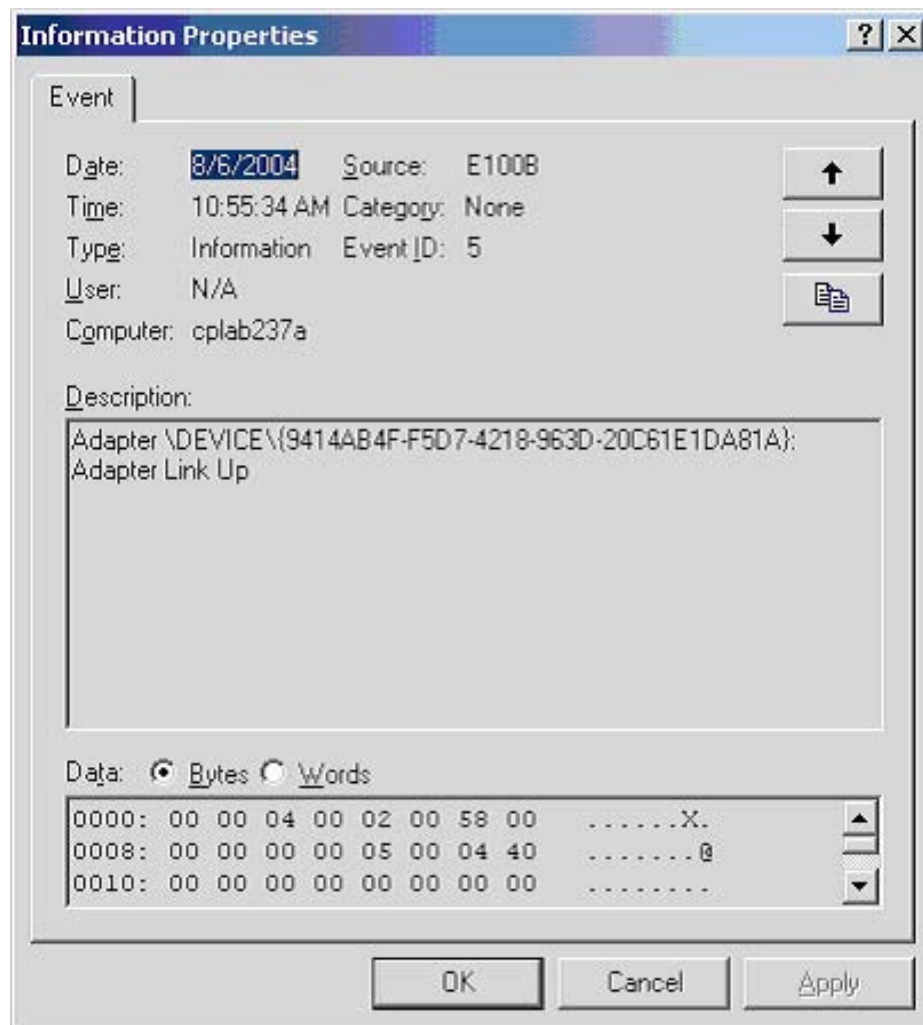 Information Properties
Event
Date: 8/6/2004 Source: E100B
Time: 10:55:34 AM Category: None
Type: Information Event ID: 5
User: N/A
Computer: cplab237a
Description:
Adapter \DEVICE\{9414AB4F-F5D7-4218-963D-20C61E1DA81A}:
Adapter Link Up
Data: Bytes Words
0000: 00 00 04 00 02 00 58 00 ......X.
0008: 00 00 00 00 05 00 04 40 .......@
0010: 00 00 00 00 00 00 00 00 ........
OK Cancel Apply